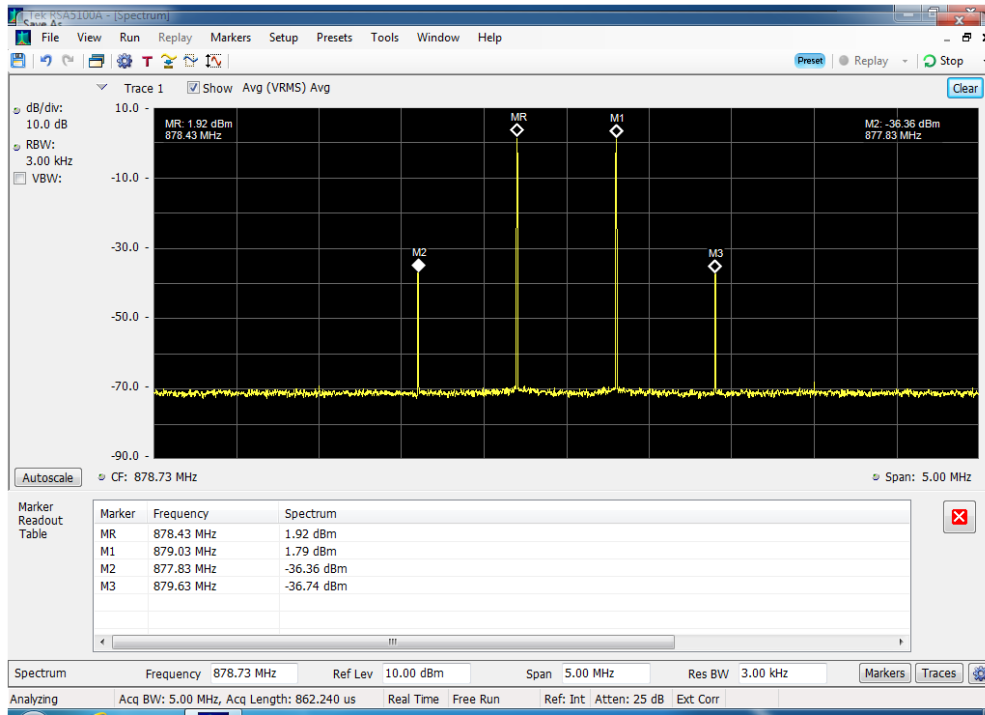 Tek RSA5100A - [Spectrum]
Save As
File View Run Replay Markers Setup Presets Tools Window Help
Preset Replay Stop
Trace 1 Show Avg (VRMS) Avg Clear
dB/div:
10.0 dB
RBW:
3.00 kHz
VBW:
10.0
-10.0
-30.0
-50.0
-70.0
-90.0
MR: 1.92 dBm
878.43 MHz
MR
M1
M2: -36.36 dBm
877.83 MHz
M2
M3
Autoscale CF: 878.73 MHz Span: 5.00 MHz
Marker
Readout
Table
Marker Frequency Spectrum
MR 878.43 MHz 1.92 dBm
M1 879.03 MHz 1.79 dBm
M2 877.83 MHz -36.36 dBm
M3 879.63 MHz -36.74 dBm
Spectrum Frequency 878.73 MHz Ref Lev 10.00 dBm Span 5.00 MHz Res BW 3.00 kHz Markers Traces
Analyzing Acq BW: 5.00 MHz, Acq Length: 862.240 us Real Time Free Run Ref: Int Atten: 25 dB Ext Corr